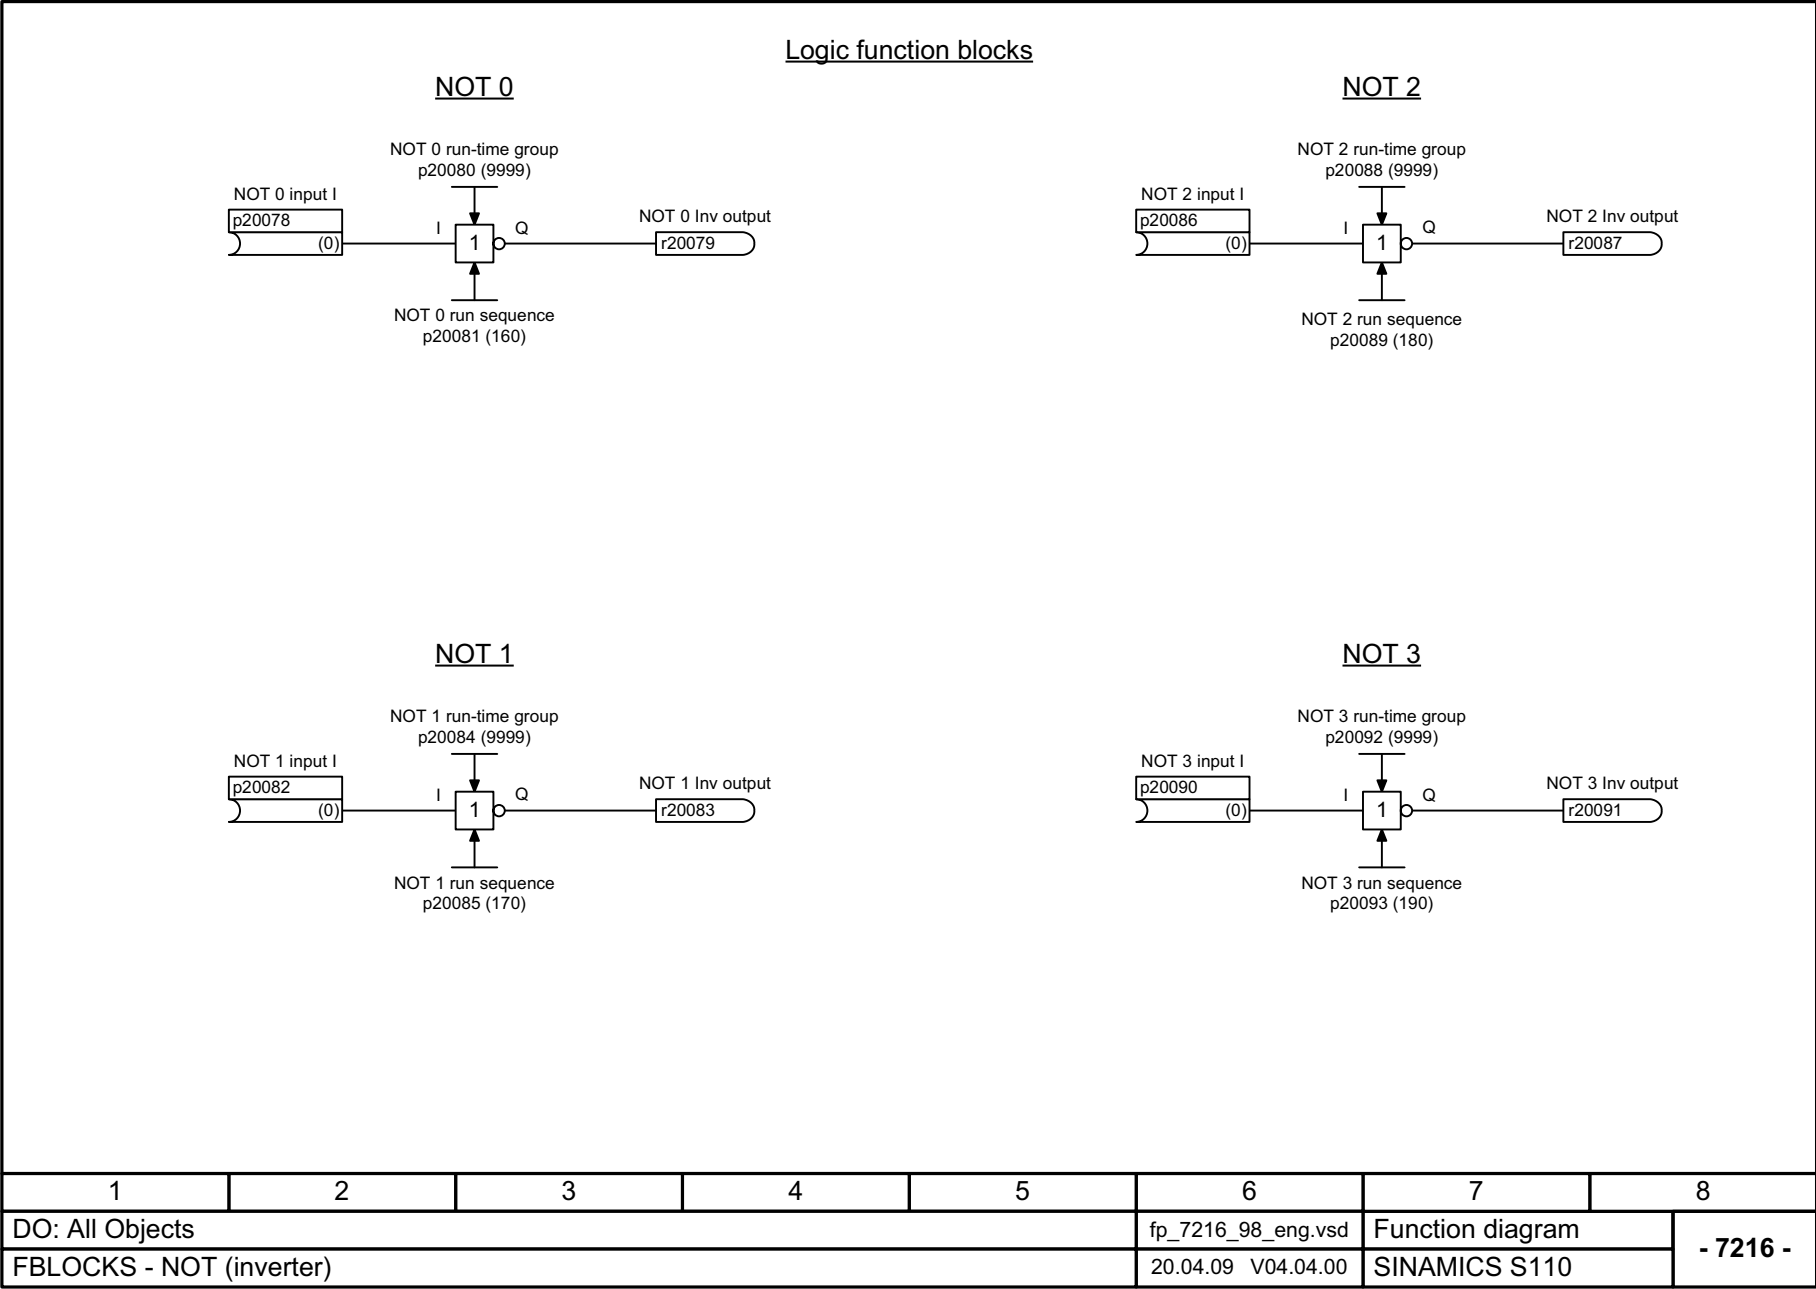 Logic function blocks
NOT 0
NOT 0 run-time group
p20080 (9999)
NOT 0 input I
p20078
(0)
I
1
Q
NOT 0 Inv output
r20079
NOT 0 run sequence
p20081 (160)
NOT 2
NOT 2 run-time group
p20088 (9999)
NOT 2 input I
p20086
(0)
I
1
Q
NOT 2 Inv output
r20087
NOT 2 run sequence
p20089 (180)
NOT 1
NOT 1 run-time group
p20084 (9999)
NOT 1 input I
p20082
(0)
I
1
Q
NOT 1 Inv output
r20083
NOT 1 run sequence
p20085 (170)
NOT 3
NOT 3 run-time group
p20092 (9999)
NOT 3 input I
p20090
(0)
I
1
Q
NOT 3 Inv output
r20091
NOT 3 run sequence
p20093 (190)
1 2 3 4 5 6 7 8
DO: All Objects
fp_7216_98_eng.vsd
Function diagram
- 7216 -
FBLOCKS - NOT (inverter)
20.04.09 V04.04.00
SINAMICS S110